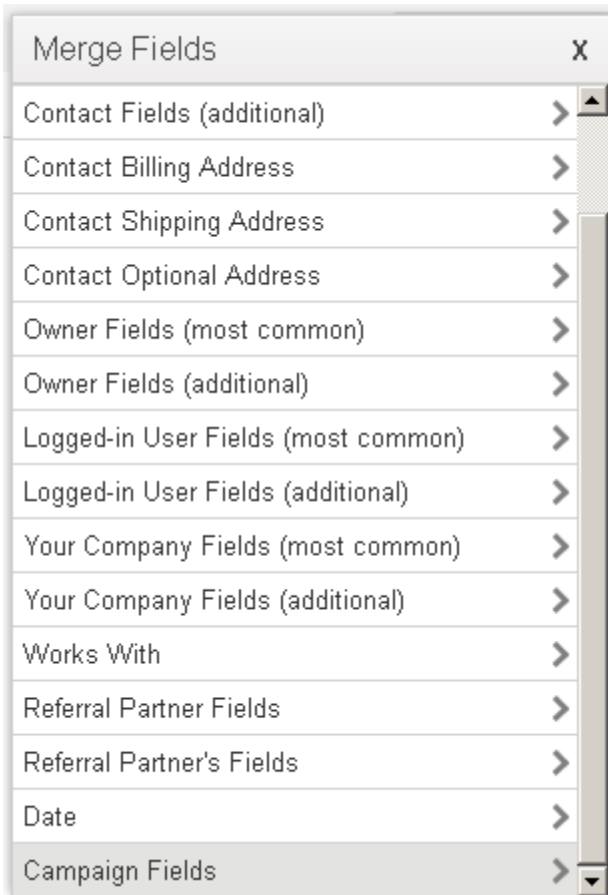 Merge Fields X
Contact Fields (additional)
Contact Billing Address
Contact Shipping Address
Contact Optional Address
Owner Fields (most common)
Owner Fields (additional)
Logged-in User Fields (most common)
Logged-in User Fields (additional)
Your Company Fields (most common)
Your Company Fields (additional)
Works With
Referral Partner Fields
Referral Partner's Fields
Date
Campaign Fields